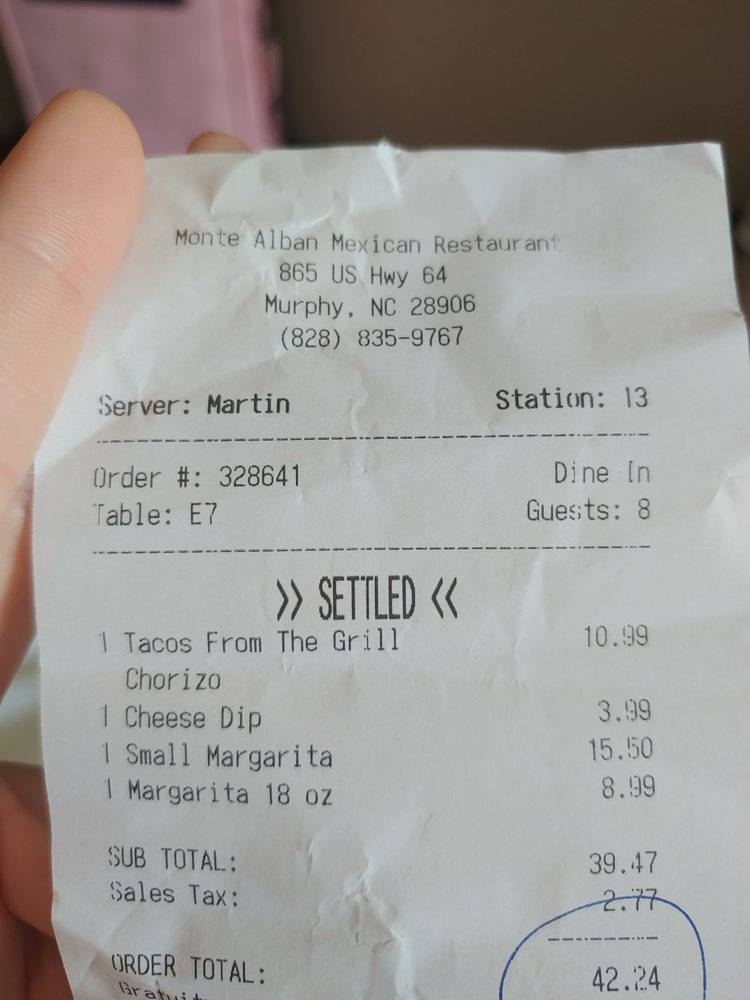 Monte Alban Mexican Restaurant
865 US Hwy 64
Murphy, NC 28906
(828) 835-9767
Server: Martin Station: 13
Order #: 328641 Dine In
Table: E7 Guests: 8
>> SETTLED <<
1 Tacos From The Grill 10.99
Chorizo
1 Cheese Dip 3.99
1 Small Margarita 15.50
1 Margarita 18 oz 8.99
SUB TOTAL: 39.47
Sales Tax: 2.77
ORDER TOTAL: 42.24